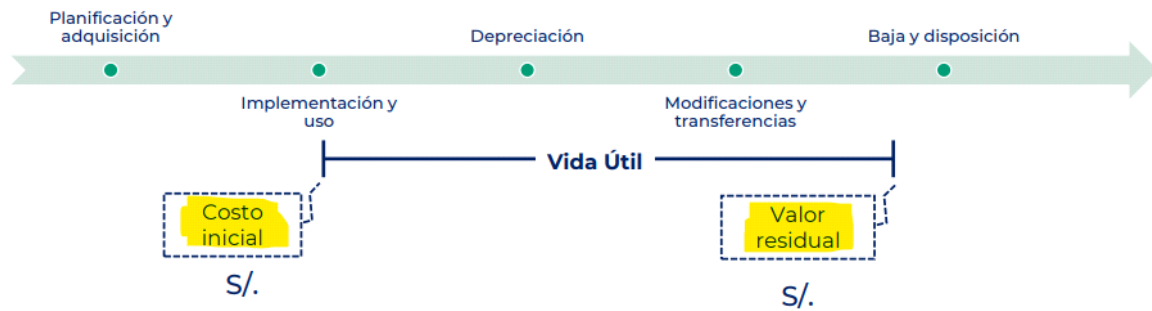 Planificación y
adquisición
Depreciación
Baja y disposición
Implementación y
uso
Modificaciones y
transferencias
Vida Útil
Costo
inicial
Valor
residual
S/.
S/.